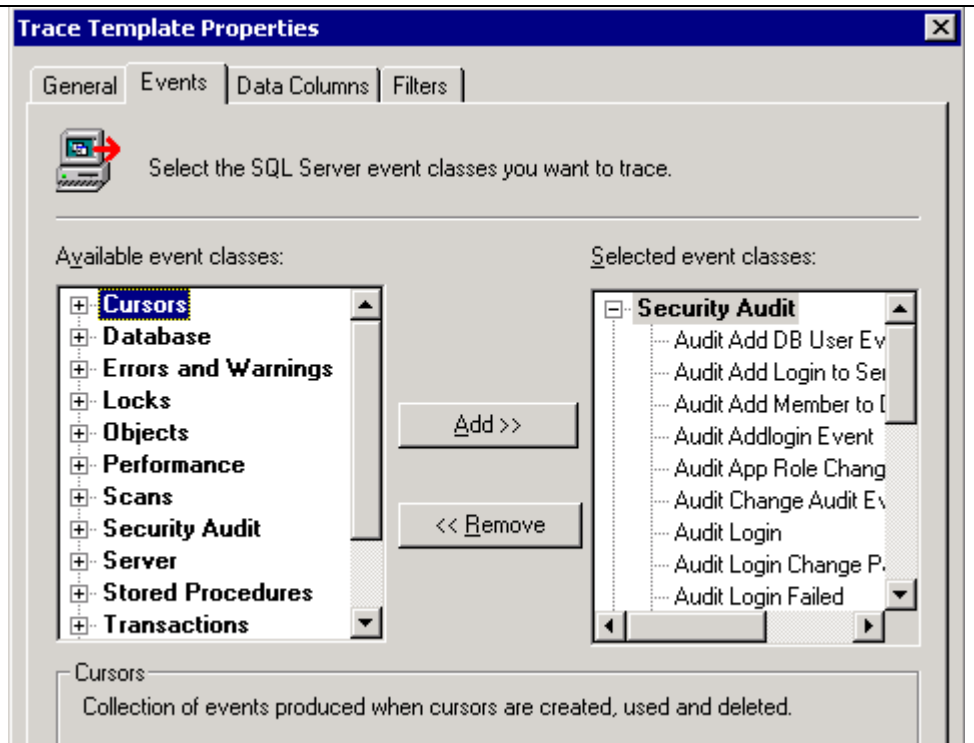 Trace Template Properties
General Events Data Columns Filters
Select the SQL Server event classes you want to trace.
Available event classes:
Cursors
Database
Errors and Warnings
Locks
Objects
Performance
Scans
Security Audit
Server
Stored Procedures
Transactions
Add >>
<< Remove
Selected event classes:
Security Audit
Audit Add DB User Ev
Audit Add Login to Ser
Audit Add Member to D
Audit Addlogin Event
Audit App Role Chang
Audit Change Audit Ev
Audit Login
Audit Login Change P
Audit Login Failed
Cursors
Collection of events produced when cursors are created, used and deleted.